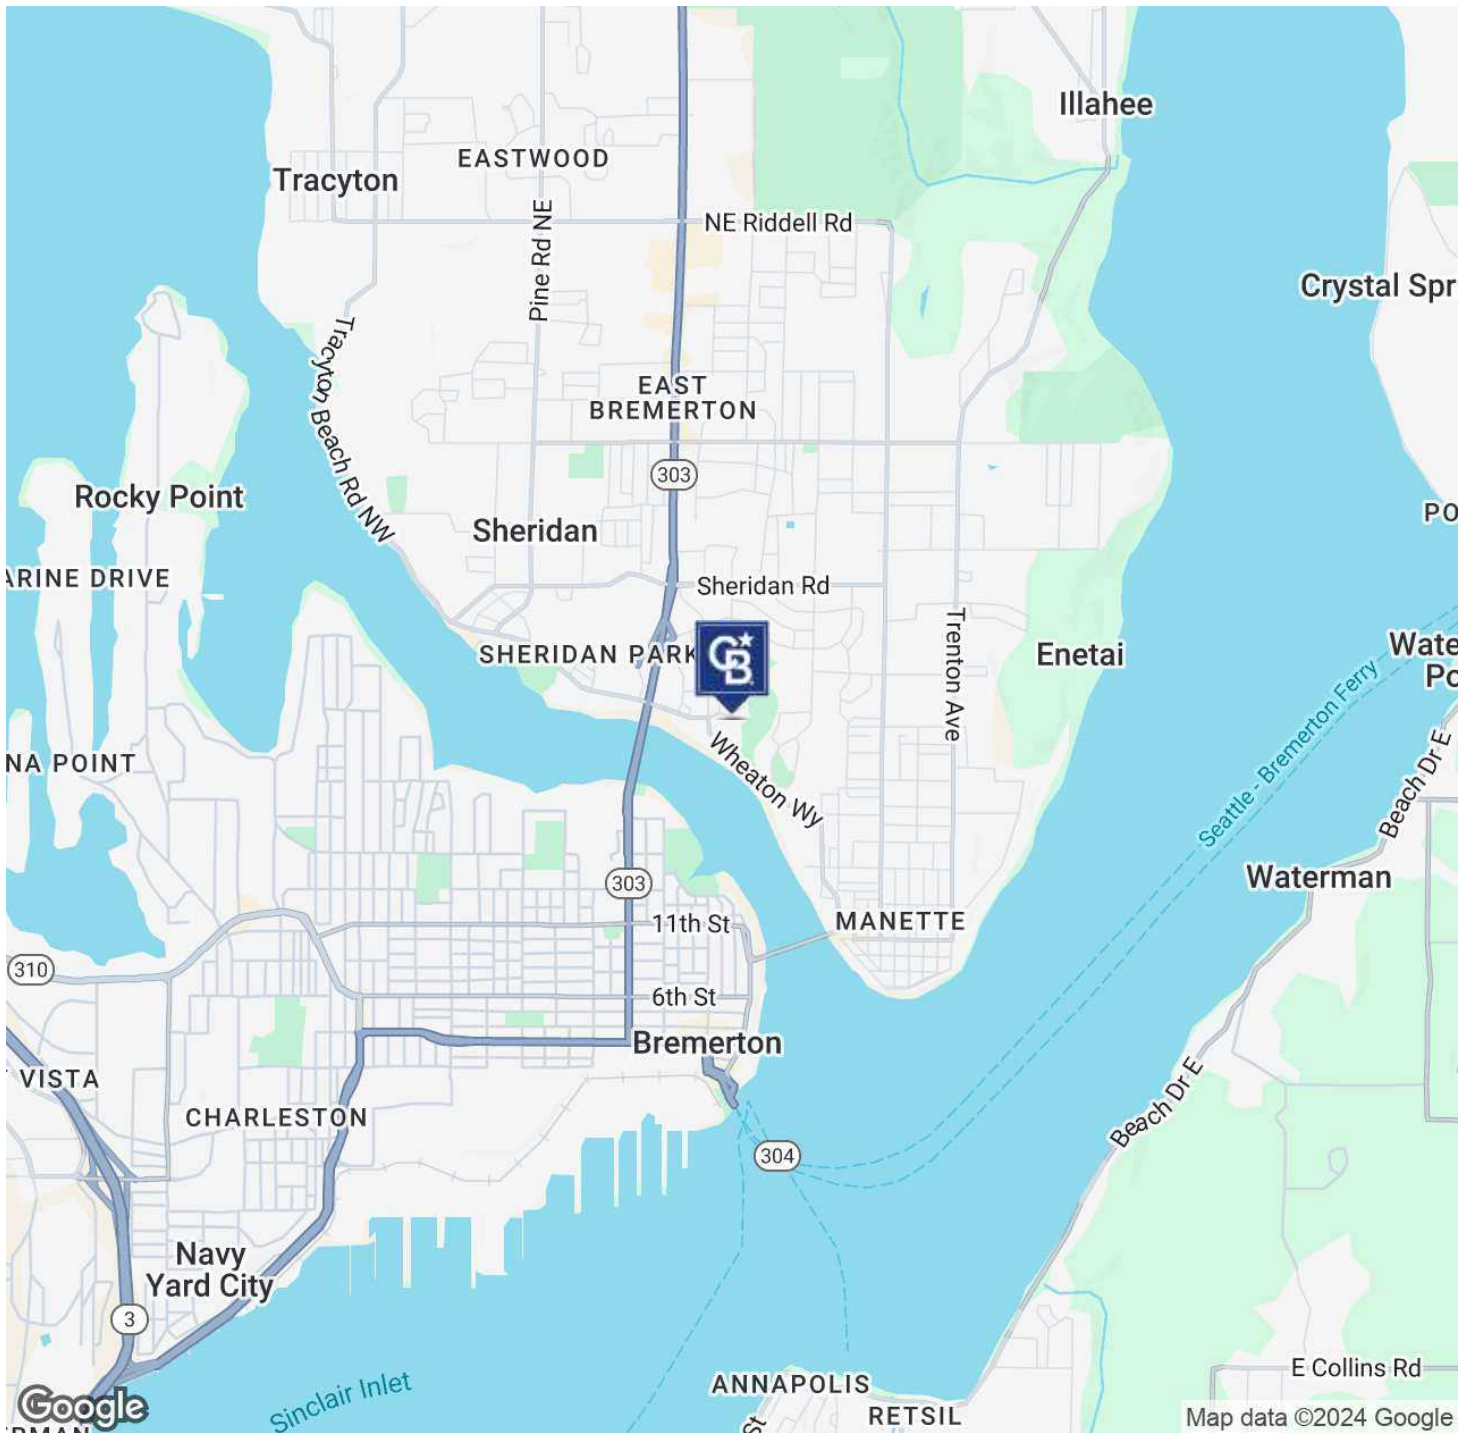 Illahee
EASTWOOD
Tracyton
NE Riddell Rd
Pine Rd NE
Crystal Spr
Tracyton Beach Rd NW
EAST
BREMERTON
303
Rocky Point
PO
Sheridan
ARINE DRIVE
Sheridan Rd
Trenton Ave
SHERIDAN PARK
CB
Enetai
Wate
Po
Seattle - Bremerton Ferry
NA POINT
Wheaton Wy
Beach Dr E
303
Waterman
11th St
MANETTE
310
6th St
Bremerton
VISTA
CHARLESTON
Beach Dr E
304
Navy
Yard City
3
E Collins Rd
ANNAPOLIS
Sinclair Inlet
Google
RETSIL
St
Map data ©2024 Google